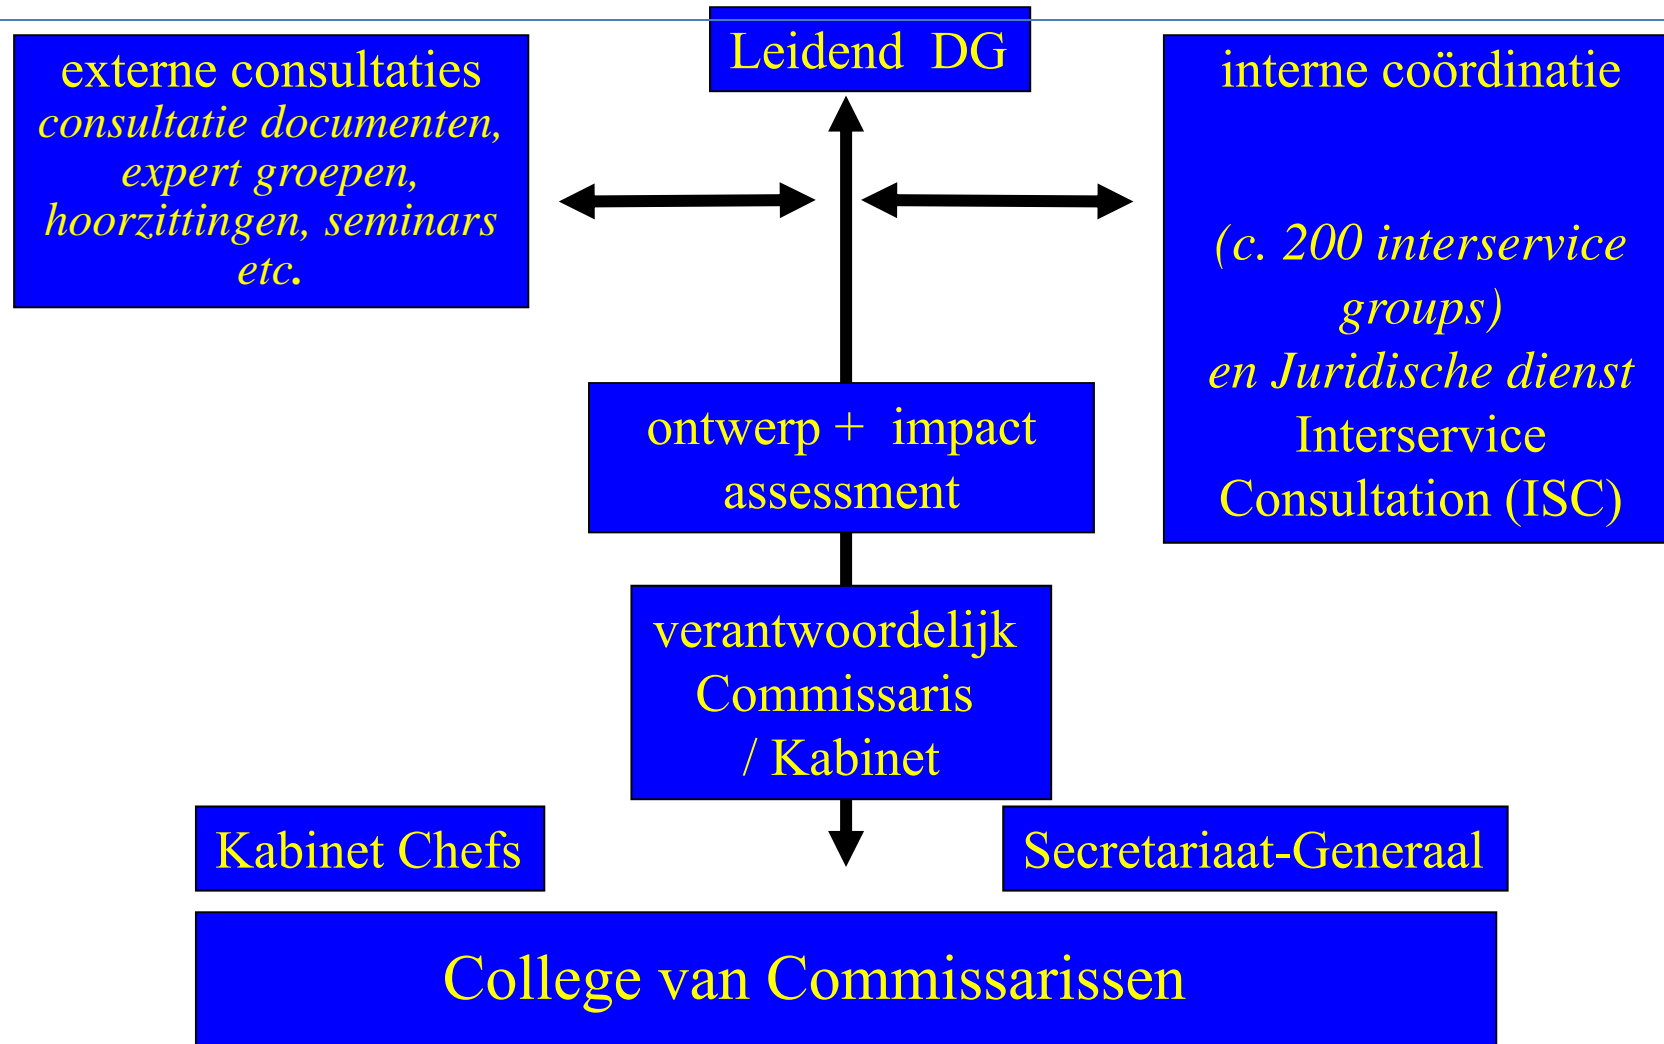 Leidend DG
externe consultaties
consultatie documenten,
expert groepen,
hoorzittingen, seminars
etc.
interne coördinatie
(c. 200 interservice
groups)
en Juridische dienst
Interservice
Consultation (ISC)
ontwerp + impact
assessment
verantwoordelijk
Commissaris
/ Kabinet
Kabinet Chefs
Secretariaat-Generaal
College van Commissarissen